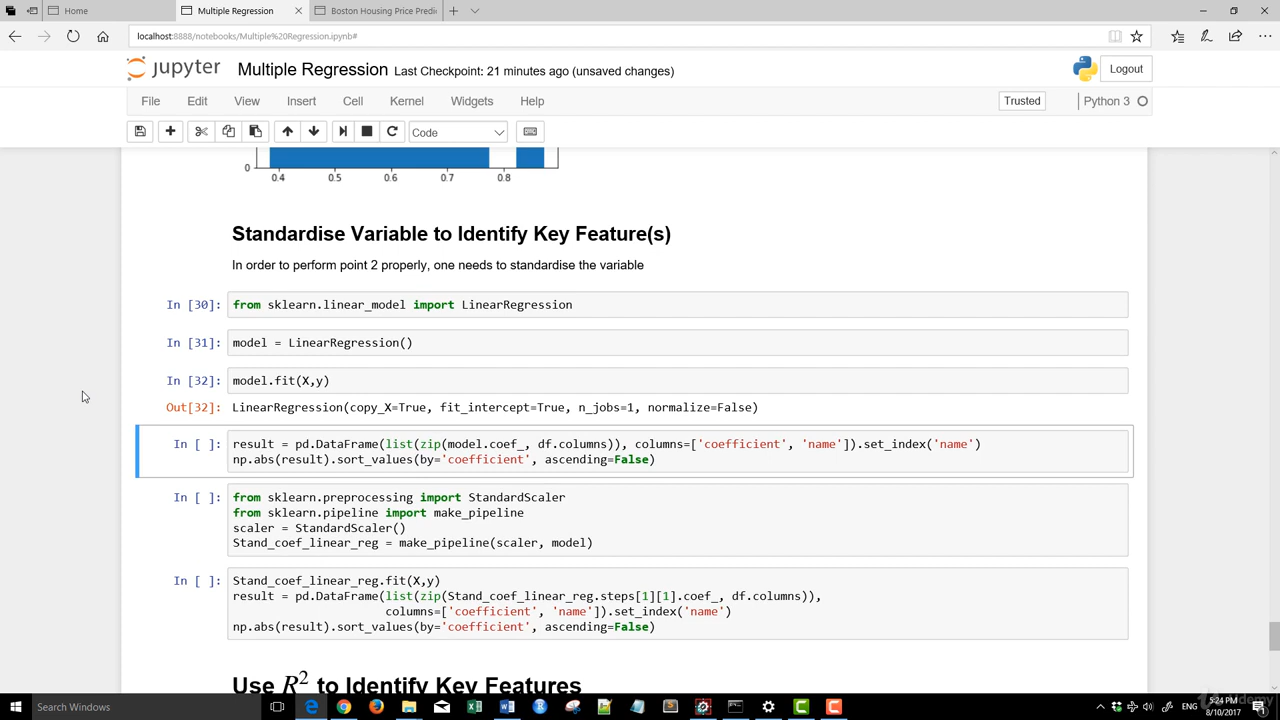 Home
Multiple Regression
Boston Housing Price Predi
localhost:8888/notebooks/Multiple%20Regression.ipynb#
jupyter Multiple Regression Last Checkpoint: 21 minutes ago (unsaved changes)
Logout
File Edit View Insert Cell Kernel Widgets Help
Trusted
Python 3
Code
0
0.4 0.5 0.6 0.7 0.8
Standardise Variable to Identify Key Feature(s)
In order to perform point 2 properly, one needs to standardise the variable
In [30]: from sklearn.linear_model import LinearRegression
In [31]: model = LinearRegression()
In [32]: model.fit(X,y)
Out[32]: LinearRegression(copy_X=True, fit_intercept=True, n_jobs=1, normalize=False)
In [ ]: result = pd.DataFrame(list(zip(model.coef_, df.columns)), columns=['coefficient', 'name']).set_index('name')
np.abs(result).sort_values(by='coefficient', ascending=False)
In [ ]: from sklearn.preprocessing import StandardScaler
from sklearn.pipeline import make_pipeline
scaler = StandardScaler()
Stand_coef_linear_reg = make_pipeline(scaler, model)
In [ ]: Stand_coef_linear_reg.fit(X,y)
result = pd.DataFrame(list(zip(Stand_coef_linear_reg.steps[1][1].coef_, df.columns)),
columns=['coefficient', 'name']).set_index('name')
np.abs(result).sort_values(by='coefficient', ascending=False)
Use R2 to Identify Key Features
Search Windows
ENG
5:24 PM
8/10/2017
Udemy